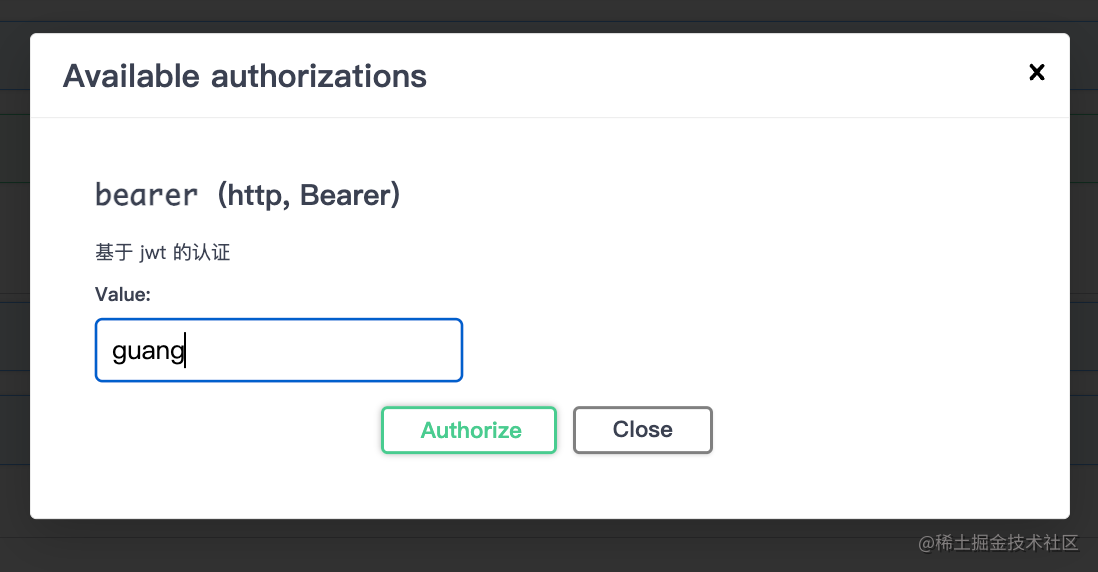 Available authorizations
bearer (http, Bearer)
基于 jwt 的认证
Value:
guang
Authorize Close
@稀土掘金技术社区